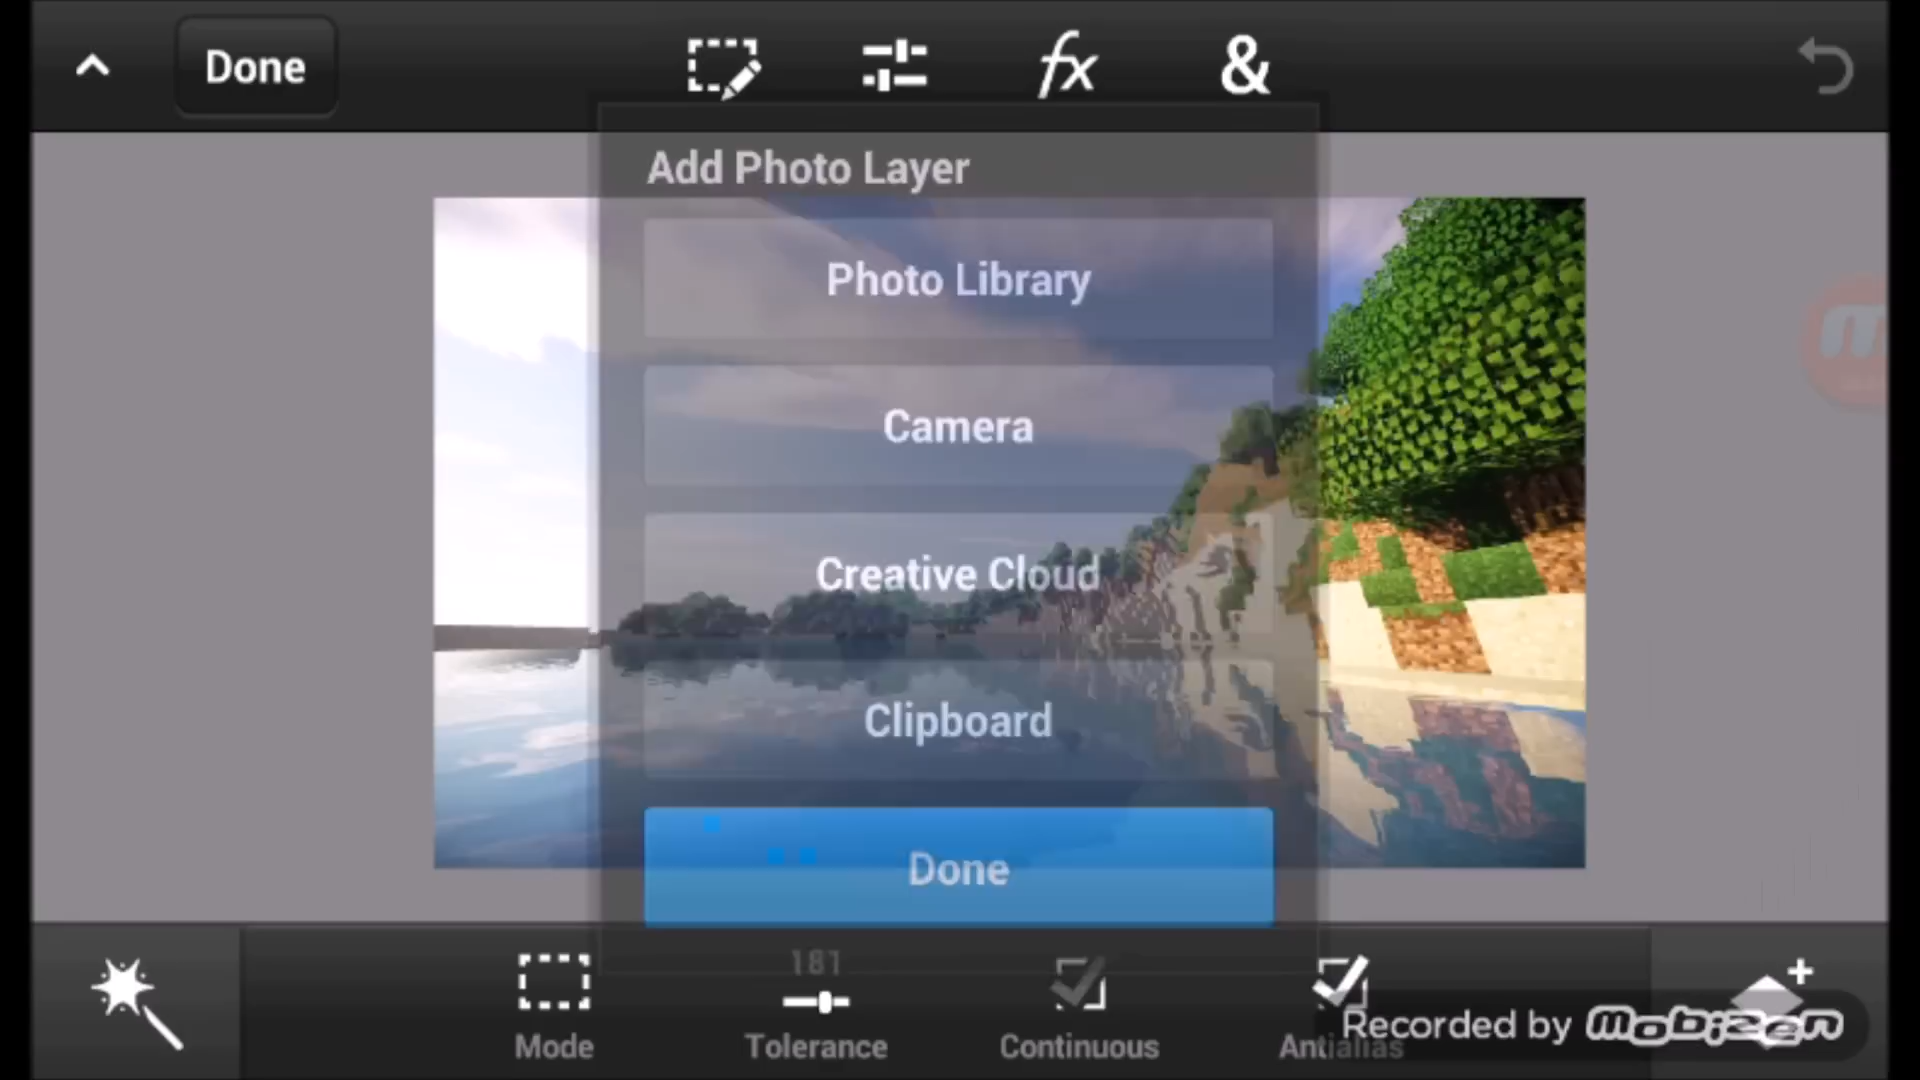 Done
fx
&
Add Photo Layer
Photo Library
Camera
Creative Cloud
Clipboard
Done
181
Mode
Tolerance
Continuous
Antialias
Recorded by mobizen